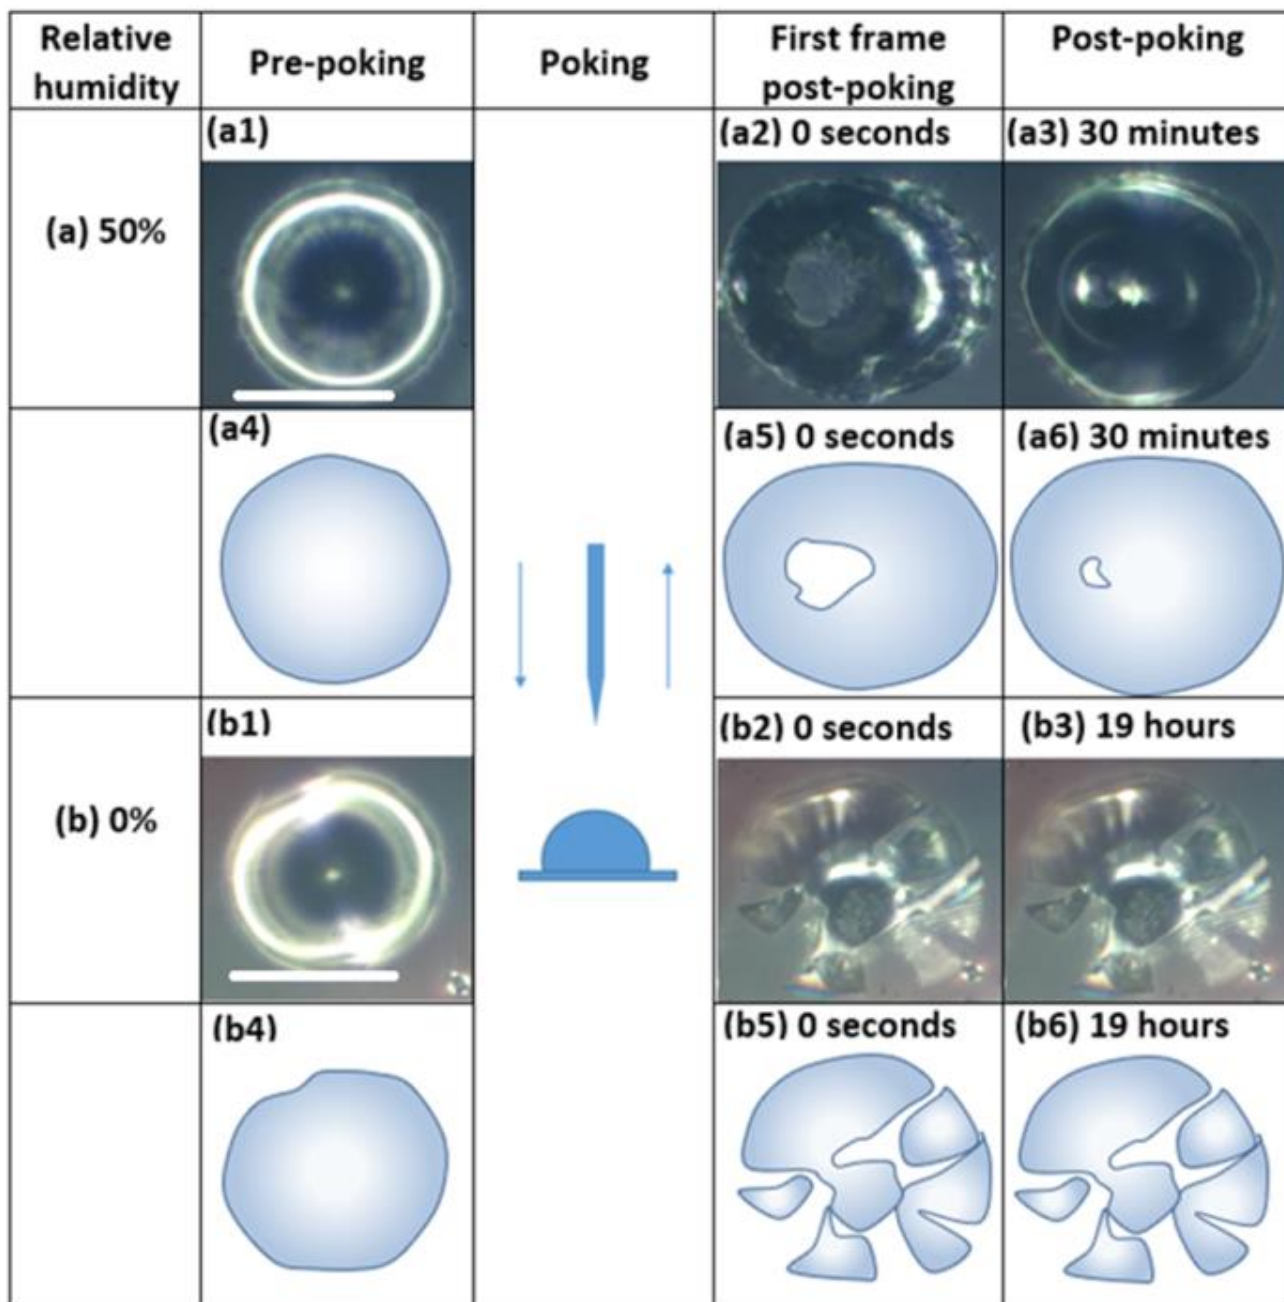 Relative
humidity
Pre-poking
Poking
First frame
post-poking
Post-poking
(a1)
(a2) 0 seconds
(a3) 30 minutes
(a) 50%
(a4)
(a5) 0 seconds
(a6) 30 minutes
(b1)
(b2) 0 seconds
(b3) 19 hours
(b) 0%
(b4)
(b5) 0 seconds
(b6) 19 hours